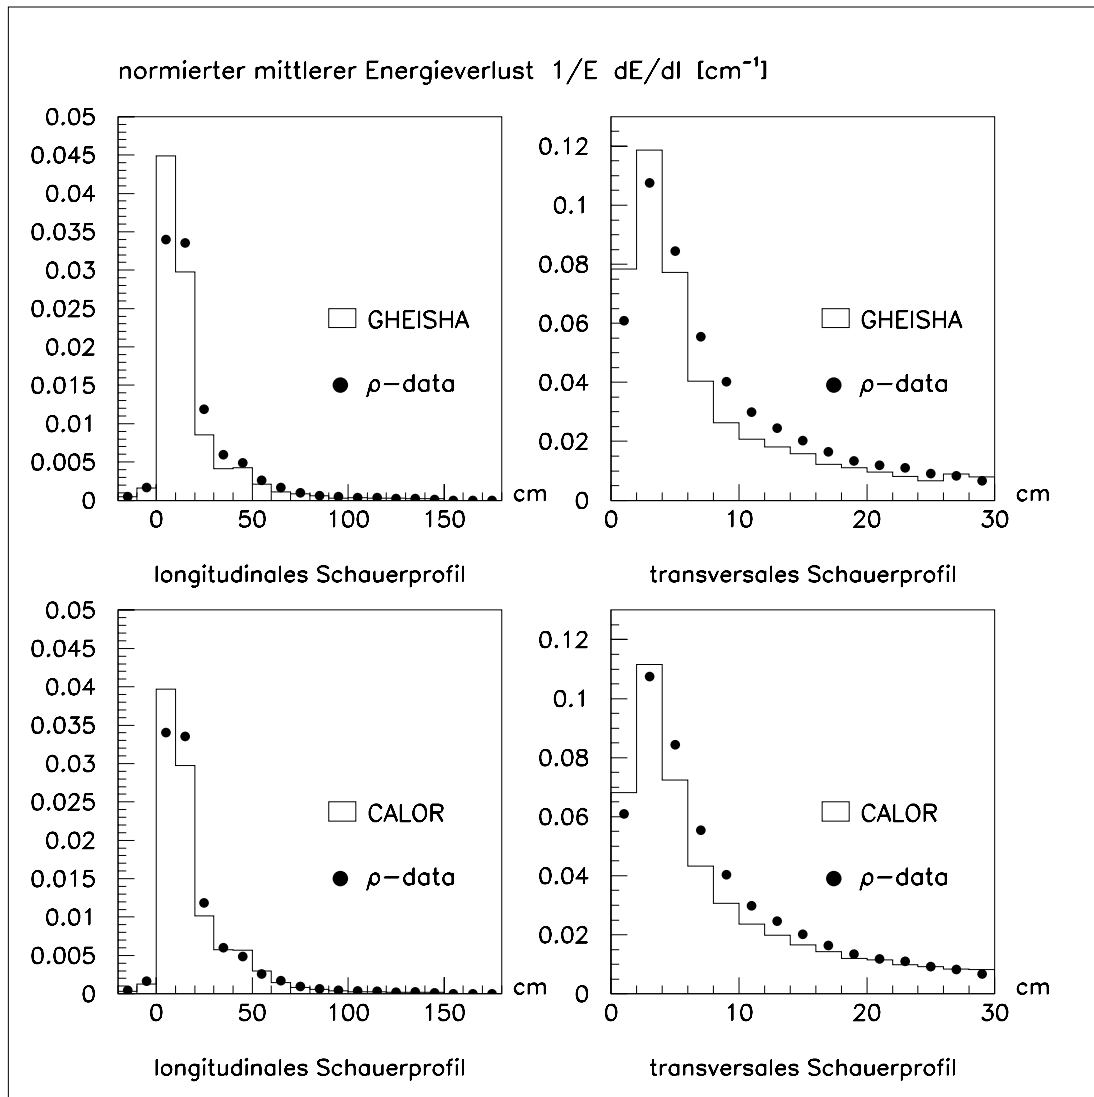 normierter mittlerer Energieverlust 1/E dE/dl [cm⁻¹]
0.05
0.045
0.04
0.035
0.03
0.025
0.02
0.015
0.01
0.005
0
GHEISHA
ρ-data
0 50 100 150
cm
longitudinales Schauerprofil
0.12
0.1
0.08
0.06
0.04
0.02
0
GHEISHA
ρ-data
0 10 20 30
cm
transversales Schauerprofil
0.05
0.045
0.04
0.035
0.03
0.025
0.02
0.015
0.01
0.005
0
CALOR
ρ-data
0 50 100 150
cm
longitudinales Schauerprofil
0.12
0.1
0.08
0.06
0.04
0.02
0
CALOR
ρ-data
0 10 20 30
cm
transversales Schauerprofil